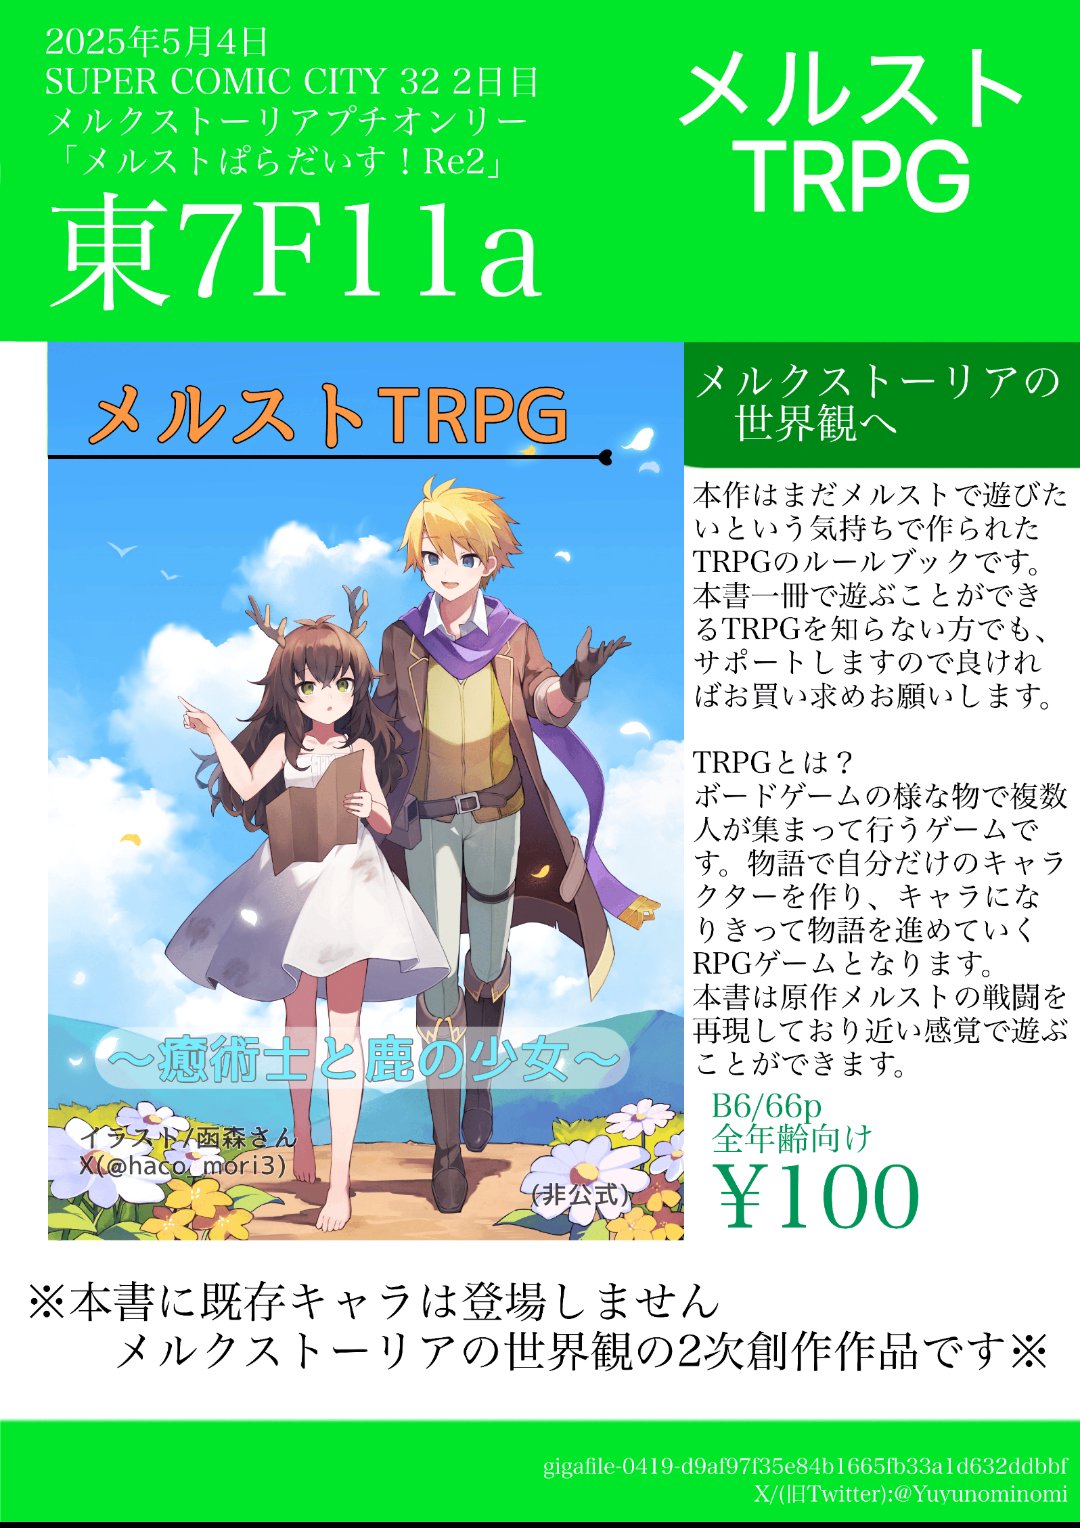 2025年5月4日
SUPER COMIC CITY 32 2日目
メルクストーリアプチオンリー
「メルストぱらだいす！Re2」
東7F11a
メルスト
TRPG
メルストTRPG
～癒術士と鹿の少女～
イラスト/函森さん
X(@haco_mori3)
(非公式)
メルクストーリアの
世界観へ
本作はまだメルストで遊びた
いという気持ちで作られた
TRPGのルールブックです。
本書一冊で遊ぶことができ
るTRPGを知らない方でも、
サポートしますので良けれ
ばお買い求めお願いします。
TRPGとは？
ボードゲームの様な物で複数
人が集まって行うゲームで
す。物語で自分だけのキャラ
クターを作り、キャラにな
りきって物語を進めていく
RPGゲームとなります。
本書は原作メルストの戦闘を
再現しており近い感覚で遊ぶ
ことができます。
B6/66p
全年齢向け
￥100
※本書に既存キャラは登場しません
メルクストーリアの世界観の2次創作作品です※
gigafile-0419-d9af97f35e84b1665fb33a1d632ddbbf
X/(旧Twitter):@Yuyunominomi